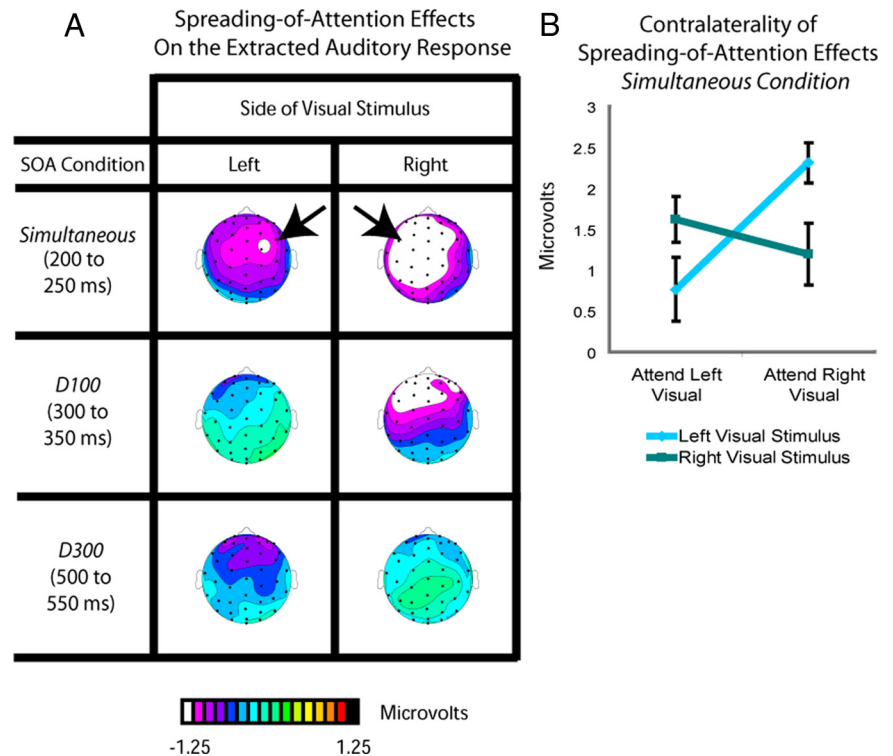 A
Spreading-of-Attention Effects
On the Extracted Auditory Response
Side of Visual Stimulus
SOA Condition
Left
Right
Simultaneous
(200 to
250 ms)
D100
(300 to
350 ms)
D300
(500 to
550 ms)
Microvolts
-1.25
1.25
B
Contralaterality of
Spreading-of-Attention Effects
Simultaneous Condition
Microvolts
3
2.5
2
1.5
1
0.5
0
Attend Left
Visual
Attend Right
Visual
Left Visual Stimulus
Right Visual Stimulus